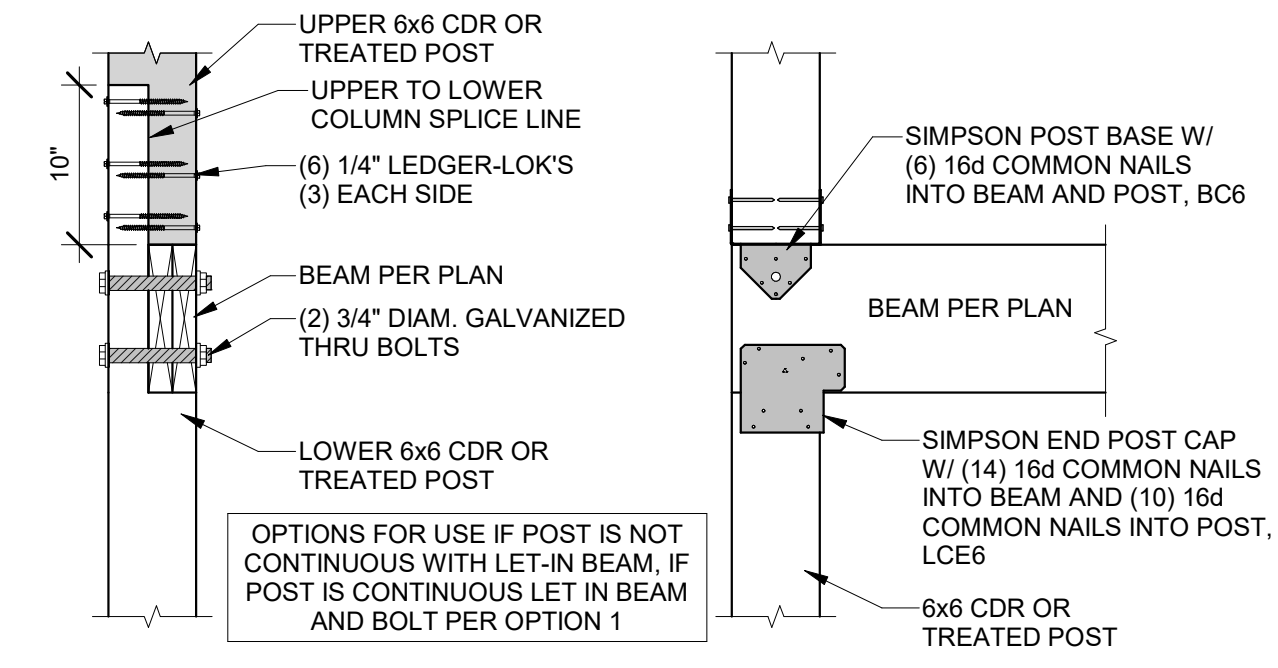 UPPER 6x6 CDR OR
TREATED POST
UPPER TO LOWER
COLUMN SPLICE LINE
10"
(6) 1/4" LEDGER-LOK'S
(3) EACH SIDE
BEAM PER PLAN
(2) 3/4" DIAM. GALVANIZED
THRU BOLTS
LOWER 6x6 CDR OR
TREATED POST
OPTIONS FOR USE IF POST IS NOT
CONTINUOUS WITH LET-IN BEAM, IF
POST IS CONTINUOUS LET IN BEAM
AND BOLT PER OPTION 1
SIMPSON POST BASE W/
(6) 16d COMMON NAILS
INTO BEAM AND POST, BC6
BEAM PER PLAN
SIMPSON END POST CAP
W/ (14) 16d COMMON NAILS
INTO BEAM AND (10) 16d
COMMON NAILS INTO POST,
LCE6
6x6 CDR OR
TREATED POST